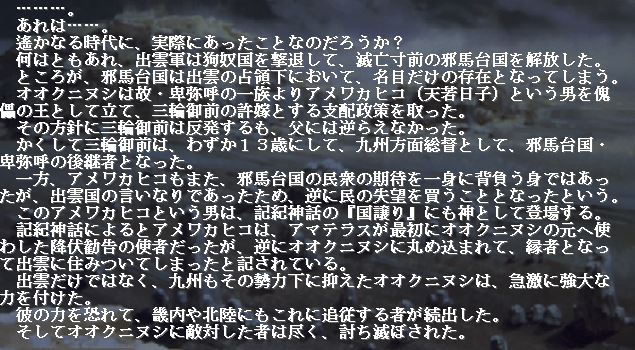 ………。
あれは……。
遙かなる時代に、実際にあったことなのだろうか？
何はともあれ、出雲軍は狗奴国を撃退して、滅亡寸前の邪馬台国を解放した。
ところが、邪馬台国は出雲の占領下において、名目だけの存在となってしまう。
オオクニヌシは故・卑弥呼の一族よりアメワカヒコ（天若日子）という男を傀
儡の王として立て、三輪御前の許嫁とする支配政策を取った。
その方針に三輪御前は反発するも、父には逆らえなかった。
かくして三輪御前は、わずか１３歳にして、九州方面総督として、邪馬台国・
卑弥呼の後継者となった。
一方、アメワカヒコもまた、邪馬台国の民衆の期待を一身に背負う身ではあっ
たが、出雲国の言いなりであったため、逆に民の失望を買うこととなったという。
このアメワカヒコという男は、記紀神話の『国譲り』にも神として登場する。
記紀神話によるとアメワカヒコは、アマテラスが最初にオオクニヌシの元へ使
わした降伏勧告の使者だったが、逆にオオクニヌシに丸め込まれて、縁者となっ
て出雲に住みついてしまったと記されている。
出雲だけではなく、九州もその勢力下に抑えたオオクニヌシは、急激に強大な
力を付けた。
彼の力を恐れて、畿内や北陸にもこれに追従する者が続出した。
そしてオオクニヌシに敵対した者は尽く、討ち滅ぼされた。